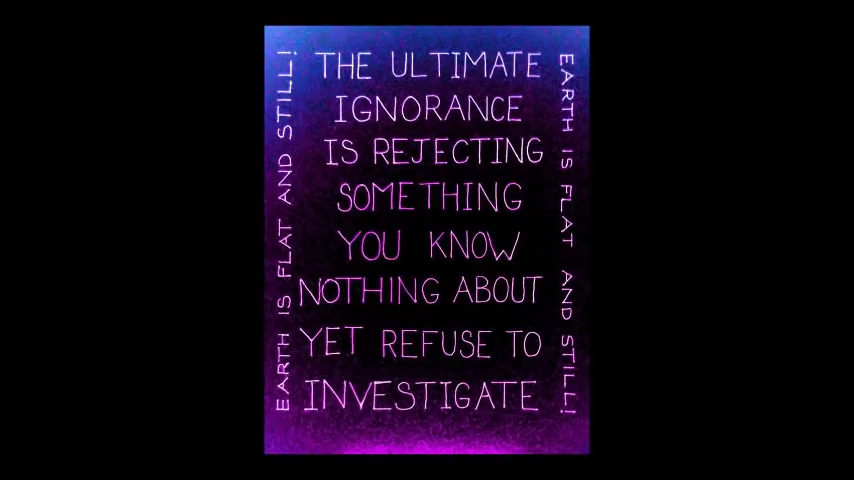 EARTH IS FLAT AND STILL!
THE ULTIMATE
IGNORANCE
IS REJECTING
SOMETHING
YOU KNOW
NOTHING ABOUT
YET REFUSE TO
INVESTIGATE
EARTH IS FLAT AND STILL!